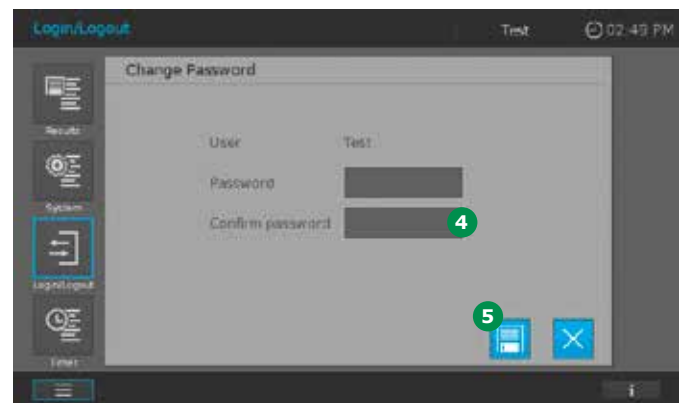 Login/Logout Test 02:49 PM
Change Password
Results
User Test
System
Password
Confirm password 4
Login/Logout
5
Timer
i